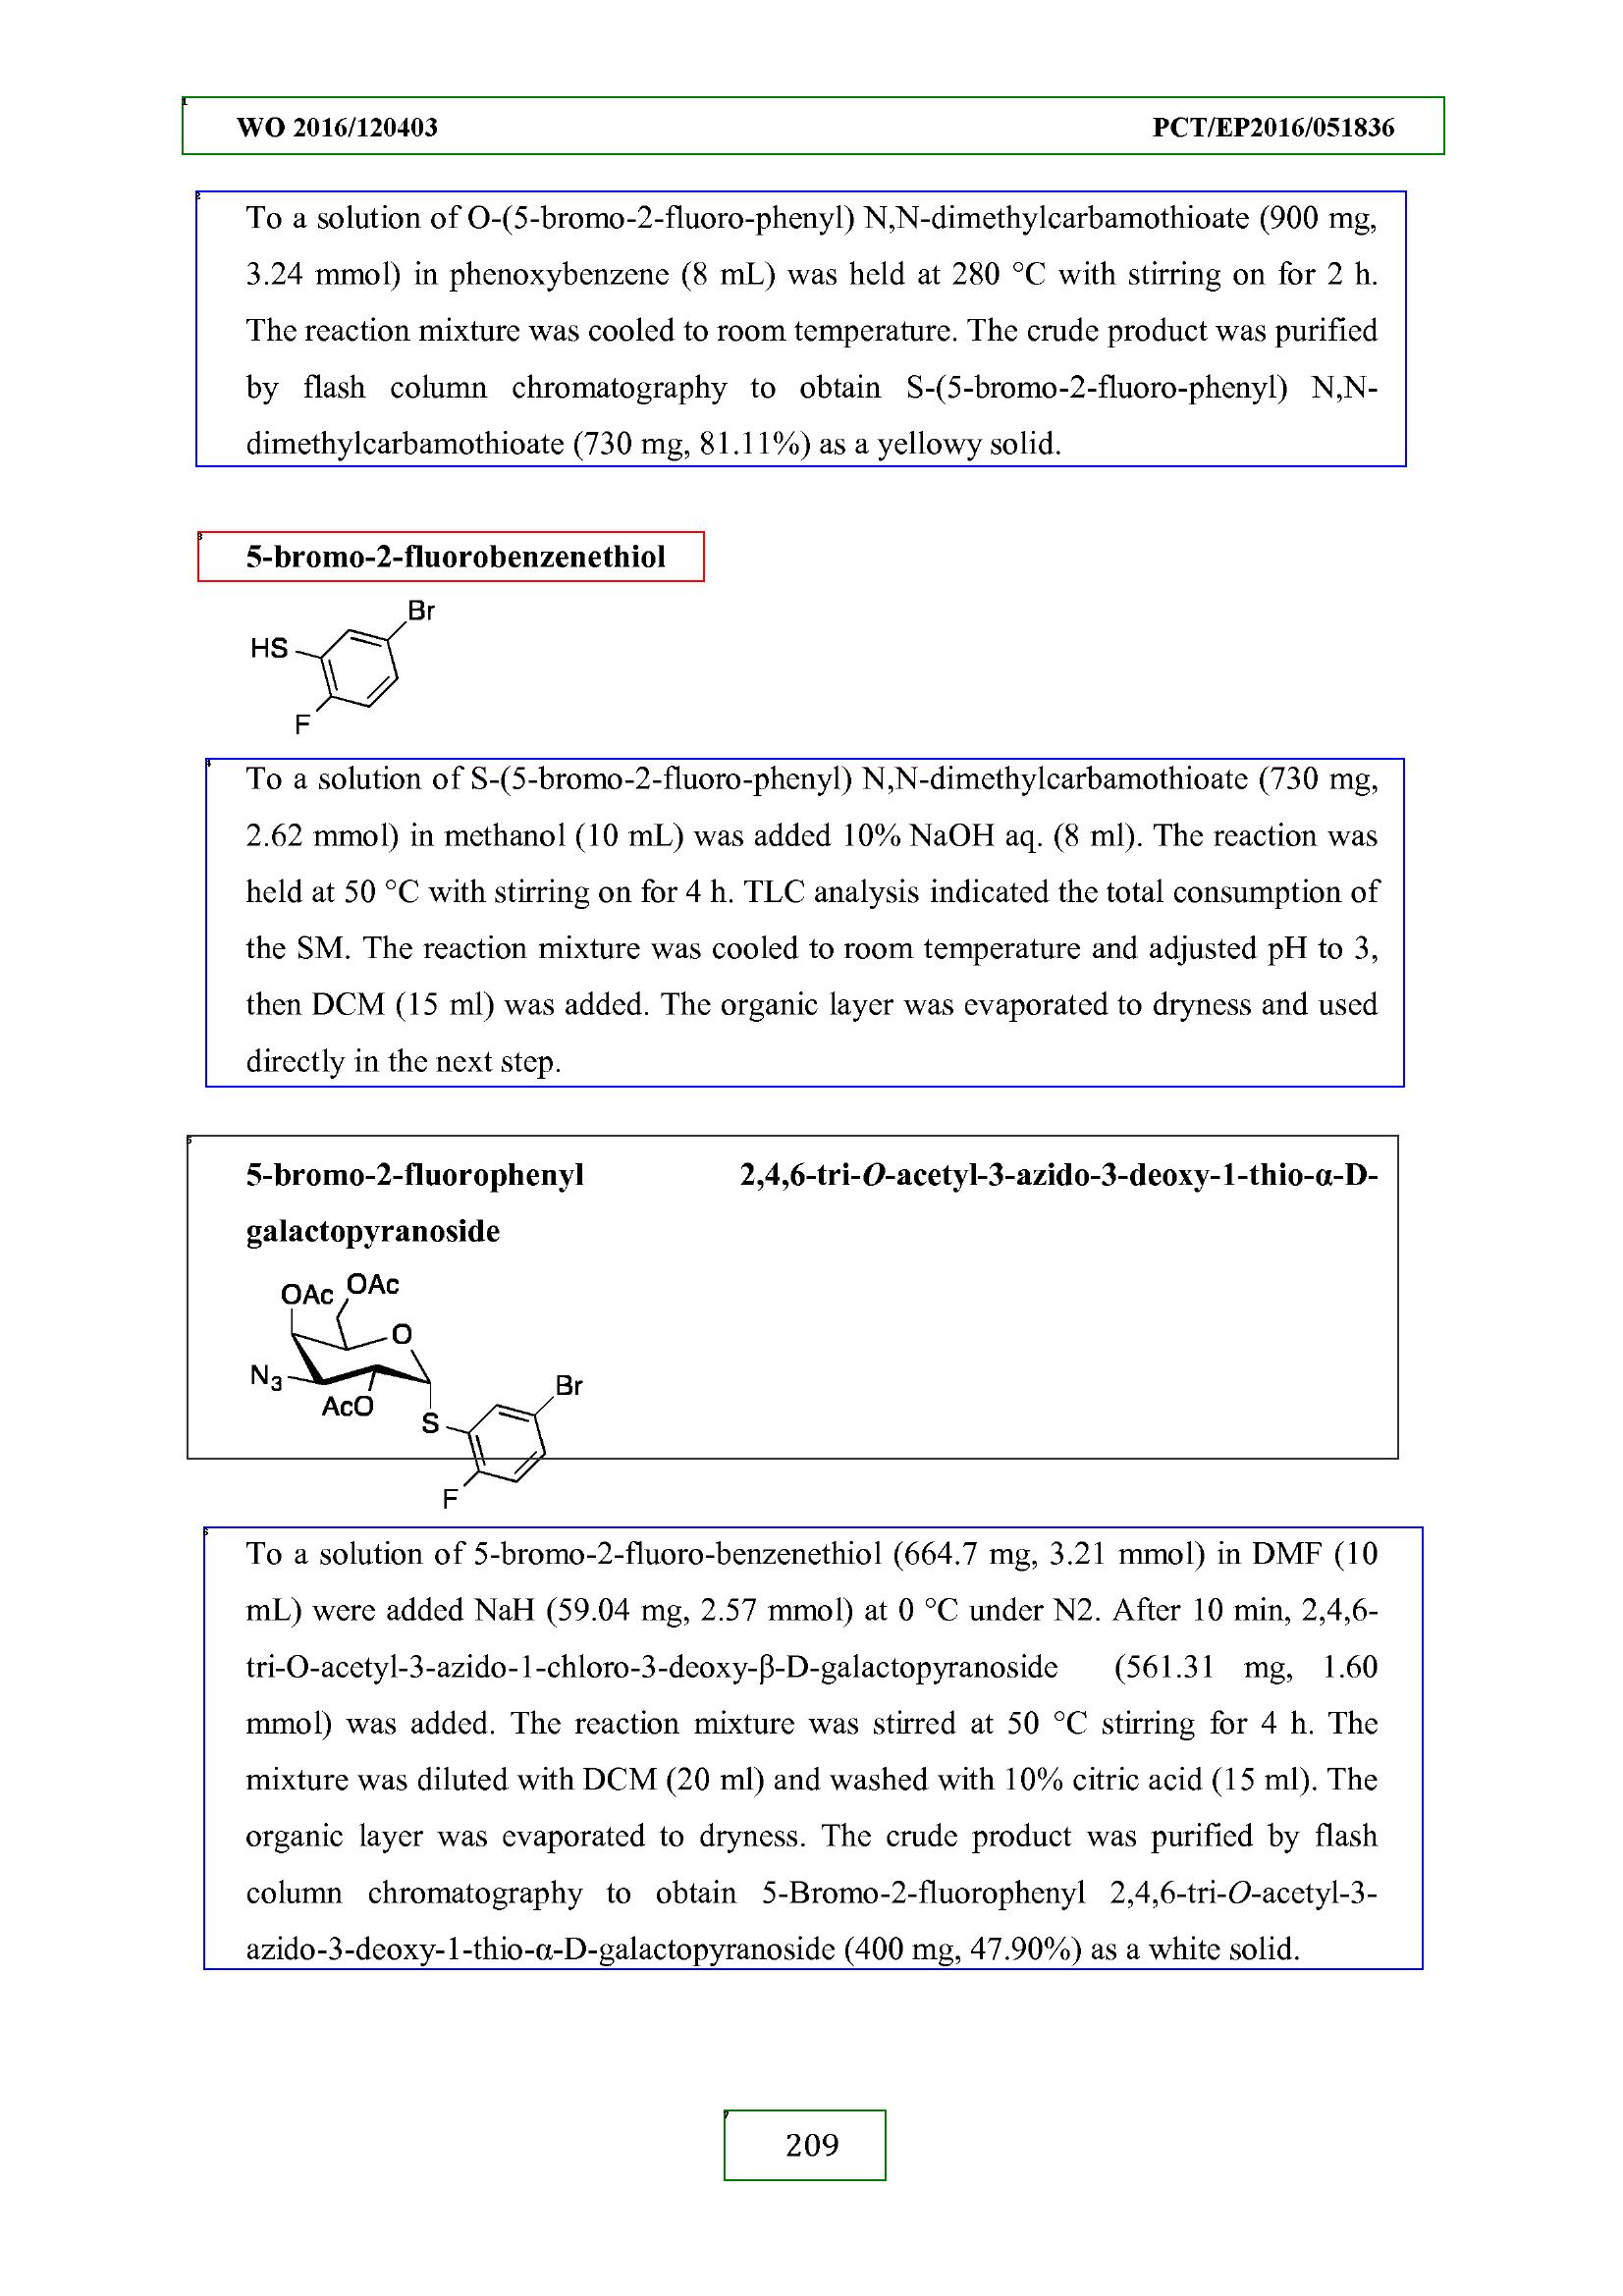 WO 2016/120403 PCT/EP2016/051836
To a solution of O-(5-bromo-2-fluoro-phenyl) N,N-dimethylcarbamothioate (900 mg,
3.24 mmol) in phenoxybenzene (8 mL) was held at 280 °C with stirring on for 2 h.
The reaction mixture was cooled to room temperature. The crude product was purified
by flash column chromatography to obtain S-(5-bromo-2-fluoro-phenyl) N,N-
dimethylcarbamothioate (730 mg, 81.11%) as a yellowy solid.
5-bromo-2-fluorobenzenethiol
Br
HS
F
To a solution of S-(5-bromo-2-fluoro-phenyl) N,N-dimethylcarbamothioate (730 mg,
2.62 mmol) in methanol (10 mL) was added 10% NaOH aq. (8 ml). The reaction was
held at 50 °C with stirring on for 4 h. TLC analysis indicated the total consumption of
the SM. The reaction mixture was cooled to room temperature and adjusted pH to 3,
then DCM (15 ml) was added. The organic layer was evaporated to dryness and used
directly in the next step.
5-bromo-2-fluorophenyl 2,4,6-tri-O-acetyl-3-azido-3-deoxy-1-thio-α-D-
galactopyranoside
OAc OAc
O
N3
Br
AcO
S
F
To a solution of 5-bromo-2-fluoro-benzenethiol (664.7 mg, 3.21 mmol) in DMF (10
mL) were added NaH (59.04 mg, 2.57 mmol) at 0 °C under N2. After 10 min, 2,4,6-
tri-O-acetyl-3-azido-1-chloro-3-deoxy-β-D-galactopyranoside (561.31 mg, 1.60
mmol) was added. The reaction mixture was stirred at 50 °C stirring for 4 h. The
mixture was diluted with DCM (20 ml) and washed with 10% citric acid (15 ml). The
organic layer was evaporated to dryness. The crude product was purified by flash
column chromatography to obtain 5-Bromo-2-fluorophenyl 2,4,6-tri-O-acetyl-3-
azido-3-deoxy-1-thio-α-D-galactopyranoside (400 mg, 47.90%) as a white solid.
209